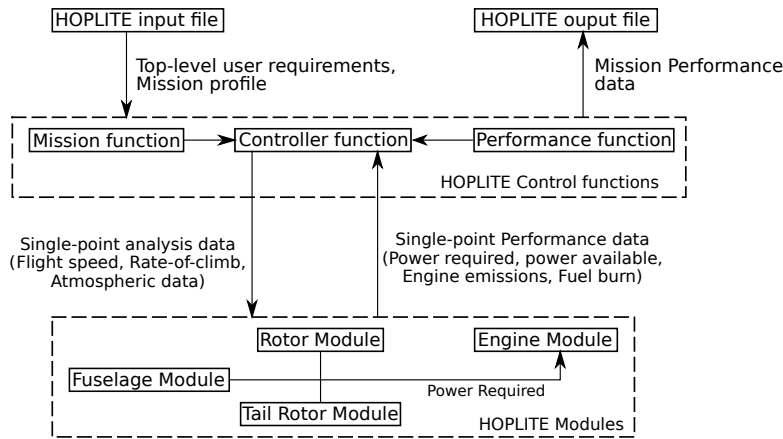 HOPLITE input file
HOPLITE ouput file
Top-level user requirements,
Mission profile
Mission Performance
data
Mission function
Controller function
Performance function
HOPLITE Control functions
Single-point analysis data
(Flight speed, Rate-of-climb,
Atmospheric data)
Single-point Performance data
(Power required, power available,
Engine emissions, Fuel burn)
Rotor Module
Engine Module
Fuselage Module
Power Required
Tail Rotor Module
HOPLITE Modules